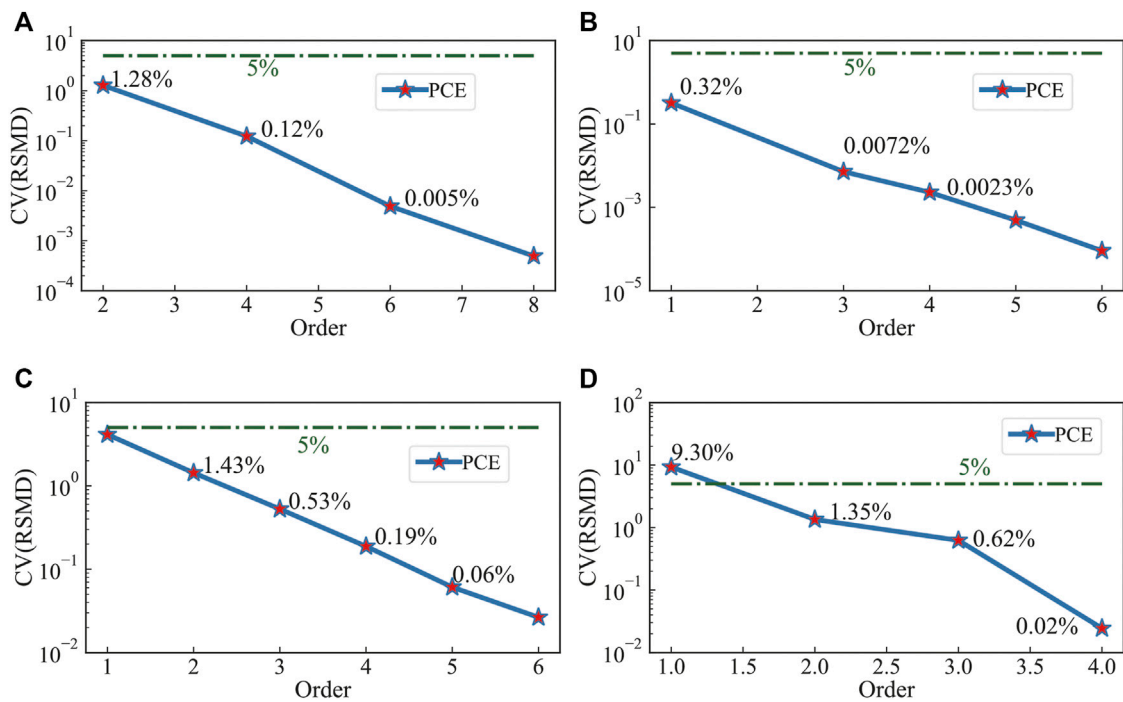 A
10^1
5%
1.28%
PCE
10^0
0.12%
10^-1
CV(RSMD)
0.005%
10^-2
10^-3
10^-4
2 3 4 5 6 7 8
Order
B
10^1
5%
0.32%
PCE
10^-1
0.0072%
CV(RSMD)
0.0023%
10^-3
10^-5
1 2 3 4 5 6
Order
C
10^1
5%
PCE
1.43%
10^0
0.53%
CV(RSMD)
0.19%
10^-1
0.06%
10^-2
1 2 3 4 5 6
Order
D
10^2
PCE
9.30%
10^1
5%
1.35%
CV(RSMD)
10^0
0.62%
10^-1
0.02%
10^-2
1.0 1.5 2.0 2.5 3.0 3.5 4.0
Order